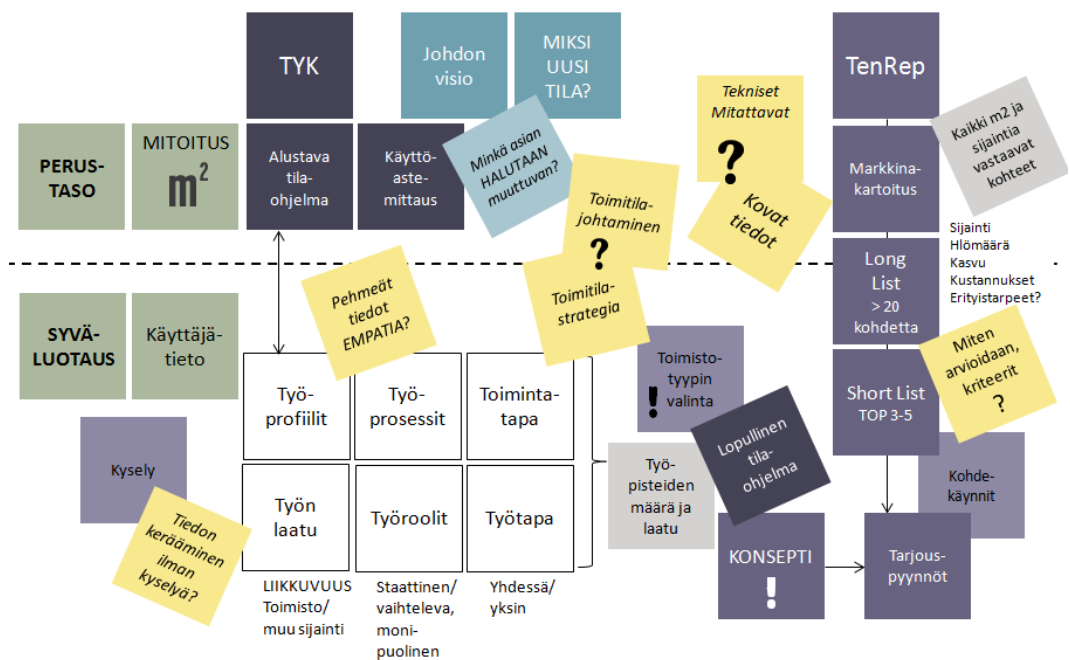 TYK
Johdon
visio
MIKSI
UUSI
TILA?
TenRep
Tekniset
Mitattavat
?
Kaikki m2 ja
sijaintia
vastaavat
kohteet
PERUS-
TASO
MITOITUS
m²
Alustava
tila-
ohjelma
Käyttö-
aste-
mittaus
Minkä asian
HALUTAAN
muuttuvan?
Toimitila-
johtaminen
?
Kovat
tiedot
Markkina-
kartoitus
Sijainti
Hlömäärä
Kasvu
Kustannukset
Erityistarpeet?
Pehmeät
tiedot
EMPATIA?
Toimitila-
strategia
Long
List
> 20
kohdetta
SYVÄ-
LUOTAUS
Käyttäjä-
tieto
Työ-
profiilit
Työ-
prosessit
Toiminta-
tapa
Toimisto-
tyypin
! valinta
Short List
TOP 3-5
Miten
arvioidaan,
kriteerit
?
Kysely
Tiedon
kerääminen
ilman
kyselyä?
Työn
laatu
Työroolit
Työtapa
Työ-
pisteiden
määrä ja
laatu
Lopullinen
tila-
ohjelma
Kohde-
käynnit
KONSEPTI
!
Tarjous-
pyynnöt
LIIKKUVUUS
Toimisto/
muu sijainti
Staattinen/
vaihteleva,
moni-
puolinen
Yhdessä/
yksin